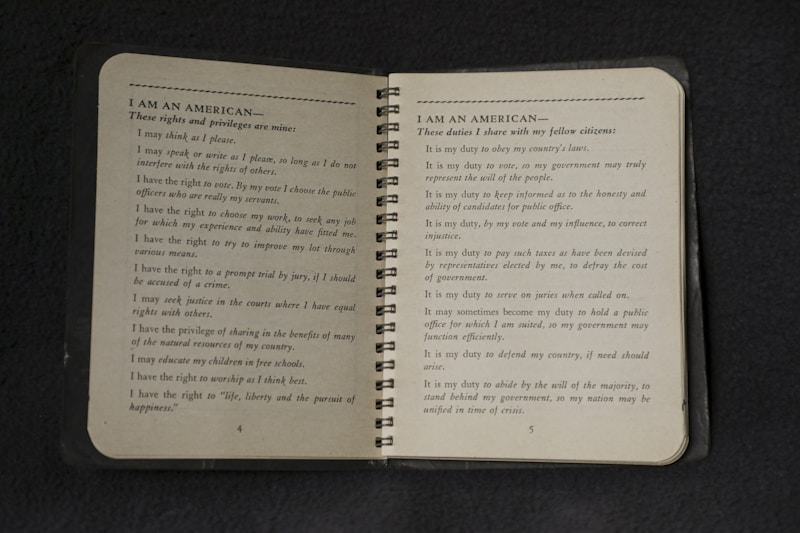 I AM AN AMERICAN—
These rights and privileges are mine:
I may think as I please.
I may speak or write as I please, so long as I do not
interfere with the rights of others.
I have the right to vote. By my vote I choose the public
officers who are really my servants.
I have the right to choose my work, to seek any job
for which my experience and ability have fitted me.
I have the right to try to improve my lot through
various means.
I have the right to a prompt trial by jury, if I should
be accused of a crime.
I may seek justice in the courts where I have equal
rights with others.
I have the privilege of sharing in the benefits of many
of the natural resources of my country.
I may educate my children in free schools.
I have the right to worship as I think best.
I have the right to "life, liberty and the pursuit of
happiness."
4
I AM AN AMERICAN—
These duties I share with my fellow citizens:
It is my duty to obey my country's laws.
It is my duty to vote, so my government may truly
represent the will of the people.
It is my duty to keep informed as to the honesty and
ability of candidates for public office.
It is my duty, by my vote and my influence, to correct
injustice.
It is my duty to pay such taxes as have been devised
by representatives elected by me, to defray the cost
of government.
It is my duty to serve on juries when called on.
It may sometimes become my duty to hold a public
office for which I am suited, so my government may
function efficiently.
It is my duty to defend my country, if need should
arise.
It is my duty to abide by the will of the majority, to
stand behind my government, so my nation may be
unified in time of crisis.
5